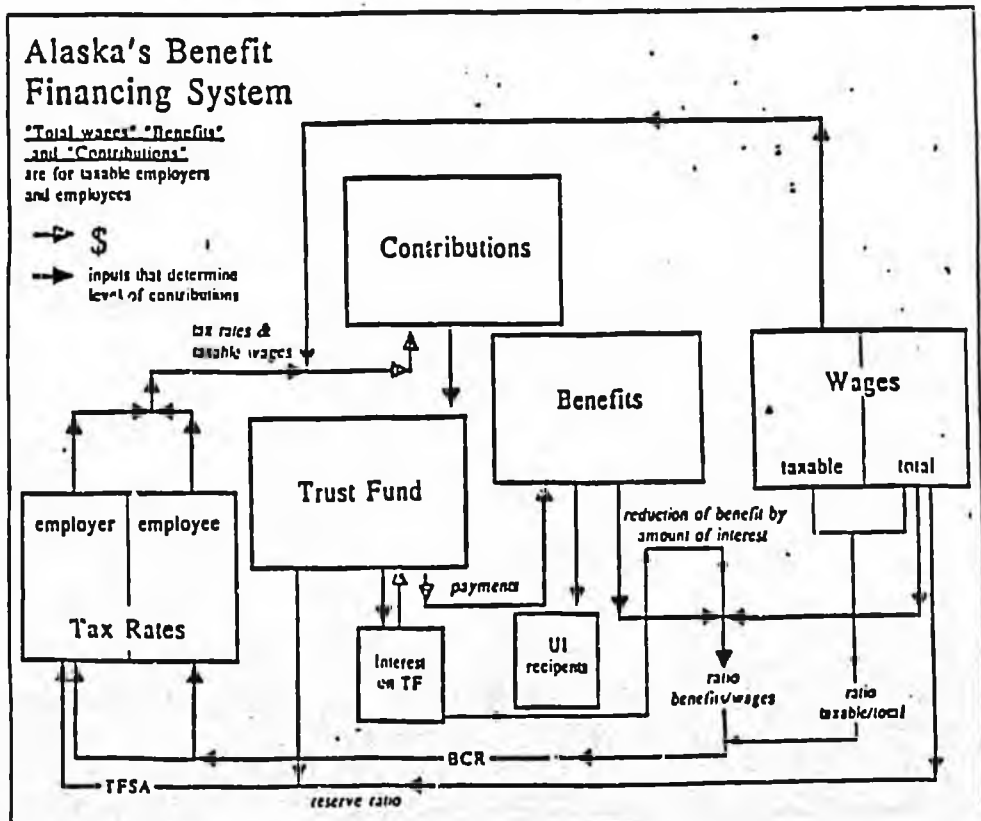 Alaska's Benefit
Financing System
"Total wages" "Benefits"
and "Contributions"
are for taxable employers
and employees
$
inputs that determine
level of contributions
Contributions
tax rates &
taxable wages
Benefits
Wages
taxable total
Trust Fund
employer employee
Tax Rates
reduction of benefit by
amount of interest
payments
Interest
on TF
UI
recipents
ratio
benefits/wages
ratio
taxable/total
BCR
TFSA
reserve ratio